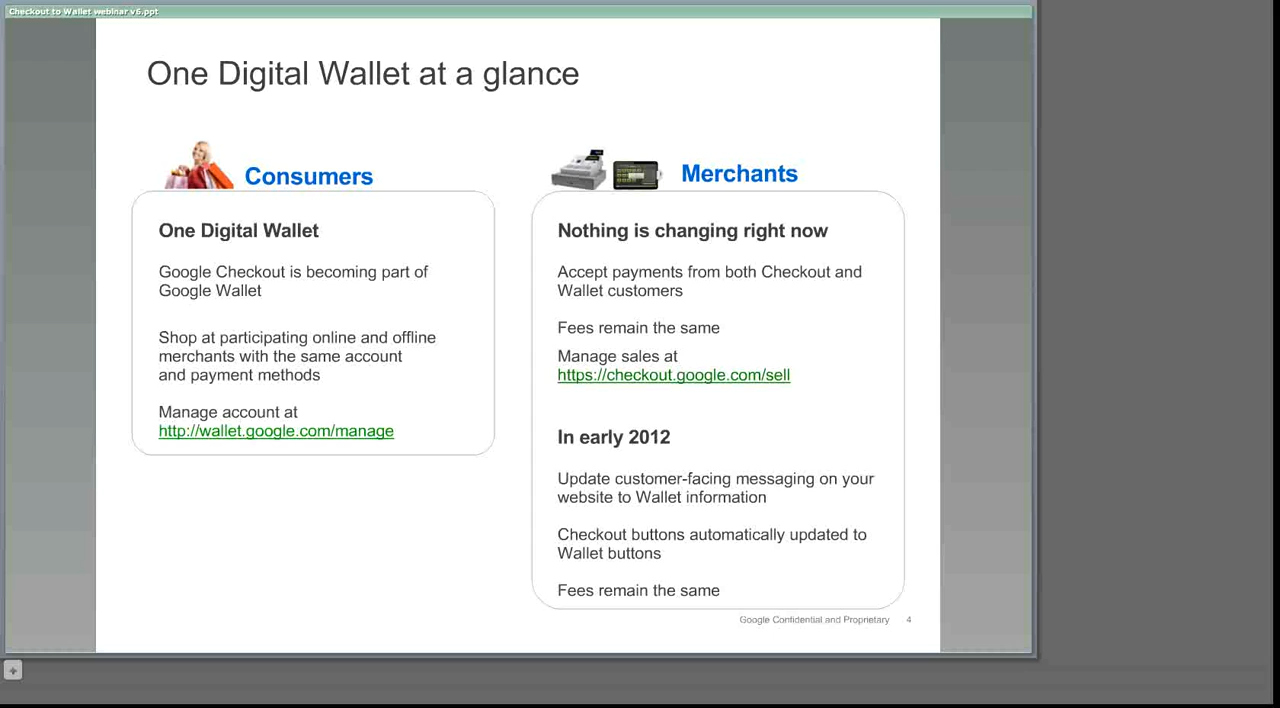 Checkout to Wallet webinar v6.ppt
One Digital Wallet at a glance
Consumers
One Digital Wallet
Google Checkout is becoming part of
Google Wallet
Shop at participating online and offline
merchants with the same account
and payment methods
Manage account at
http://wallet.google.com/manage
Merchants
Nothing is changing right now
Accept payments from both Checkout and
Wallet customers
Fees remain the same
Manage sales at
https://checkout.google.com/sell
In early 2012
Update customer-facing messaging on your
website to Wallet information
Checkout buttons automatically updated to
Wallet buttons
Fees remain the same
Google Confidential and Proprietary 4